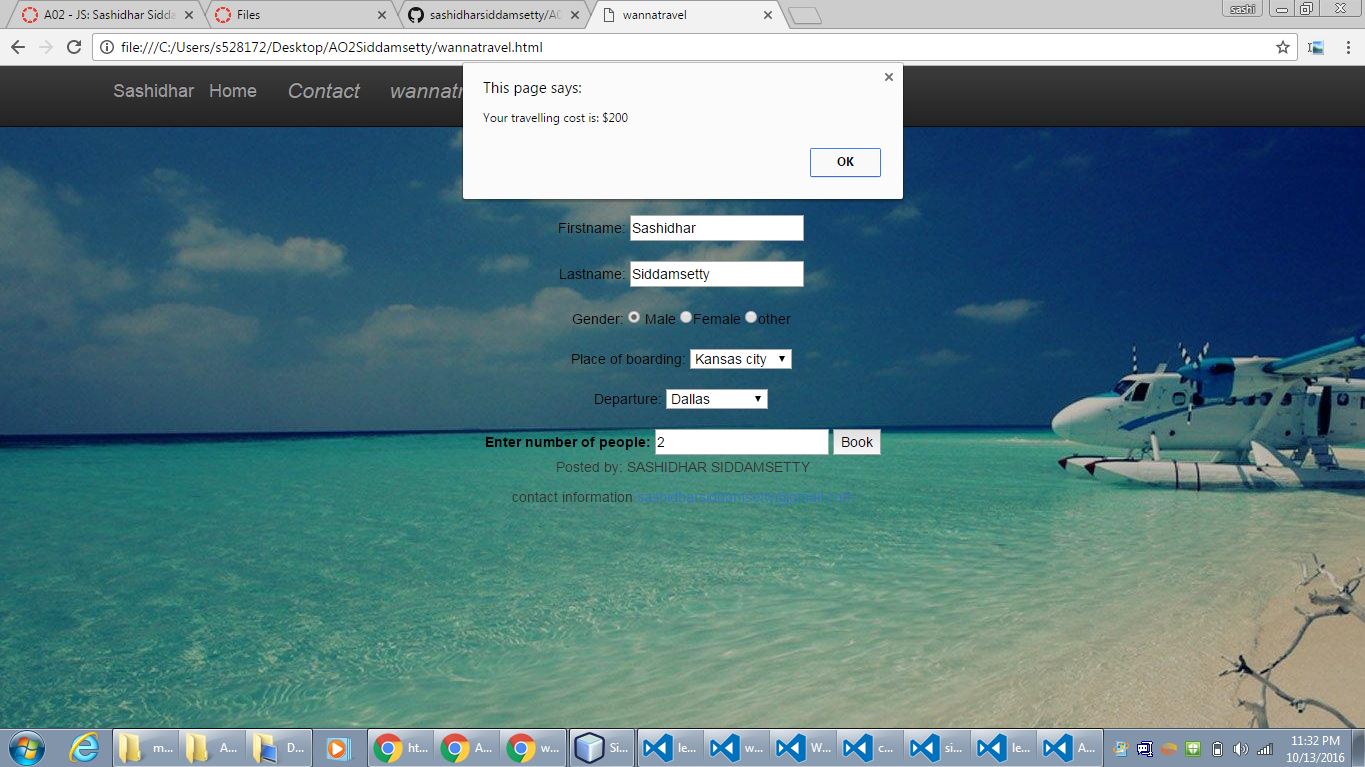 A02 - JS: Sashidhar Sidda
Files
sashidharsiddamsetty/A0
wannatravel
sashi
file:///C:/Users/s528172/Desktop/AO2Siddamsetty/wannatravel.html
Sashidhar Home Contact wannatr
This page says:
Your travelling cost is: $200
OK
Firstname: Sashidhar
Lastname: Siddamsetty
Gender: Male Female other
Place of boarding: Kansas city
Departure: Dallas
Enter number of people: 2 Book
Posted by: SASHIDHAR SIDDAMSETTY
contact information sashidharsiddamsetty@gmail.com
m... A... D... ht... A... w... Si... le... w... W... c... si... le... A...
11:32 PM
10/13/2016